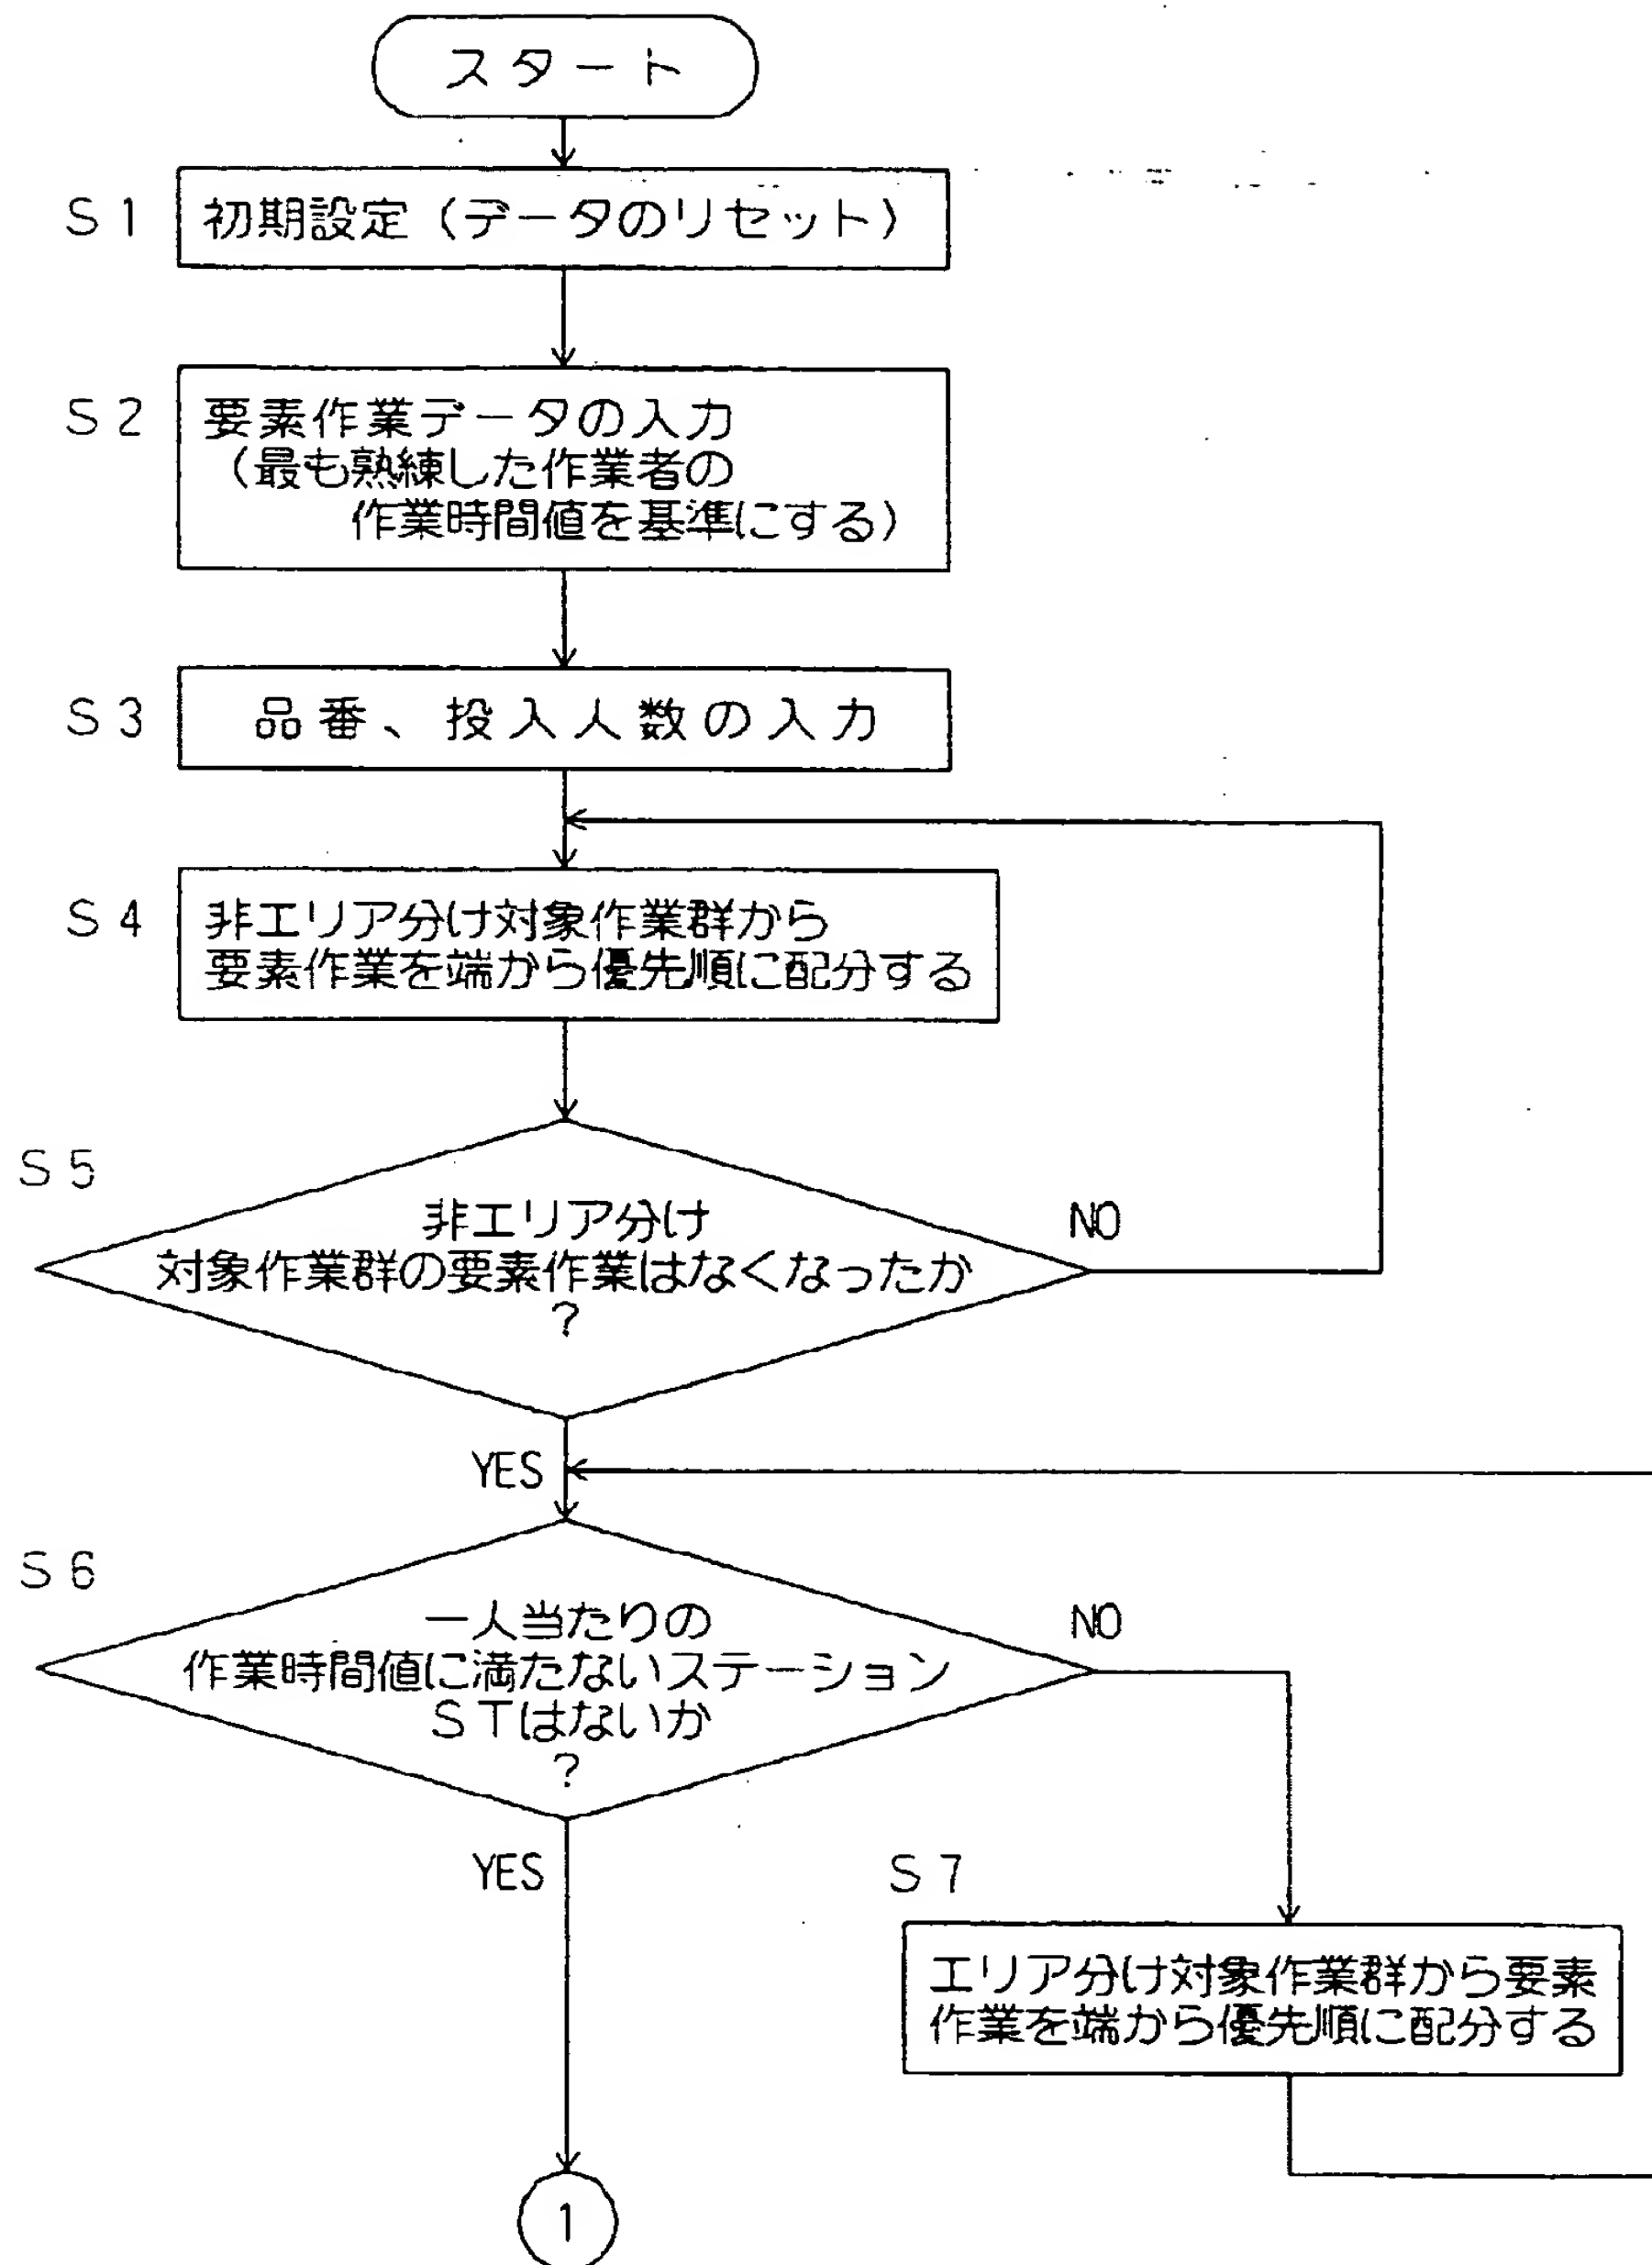 スタート
S1
初期設定（データのリセット）
S2
要素作業データの入力
（最も熟練した作業者の
作業時間値を基準にする）
S3
品番、投入人数の入力
S4
非エリア分け対象作業群から
要素作業を端から優先順に配分する
S5
非エリア分け
対象作業群の要素作業はなくなったか
?
NO
YES
S6
一人当たりの
作業時間値に満たないステーション
STはないか
?
NO
YES
S7
エリア分け対象作業群から要素
作業を端から優先順に配分する
1